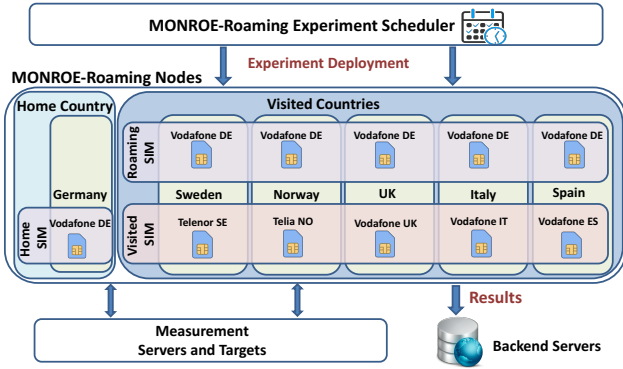 MONROE-Roaming Experiment Scheduler
Experiment Deployment
MONROE-Roaming Nodes
Home Country
Visited Countries
Roaming
SIM
Vodafone DE
Vodafone DE
Vodafone DE
Vodafone DE
Vodafone DE
Germany
Sweden
Norway
UK
Italy
Spain
Home
SIM
Vodafone DE
Visited
SIM
Telenor SE
Telia NO
Vodafone UK
Vodafone IT
Vodafone ES
Results
Measurement
Servers and Targets
Backend Servers